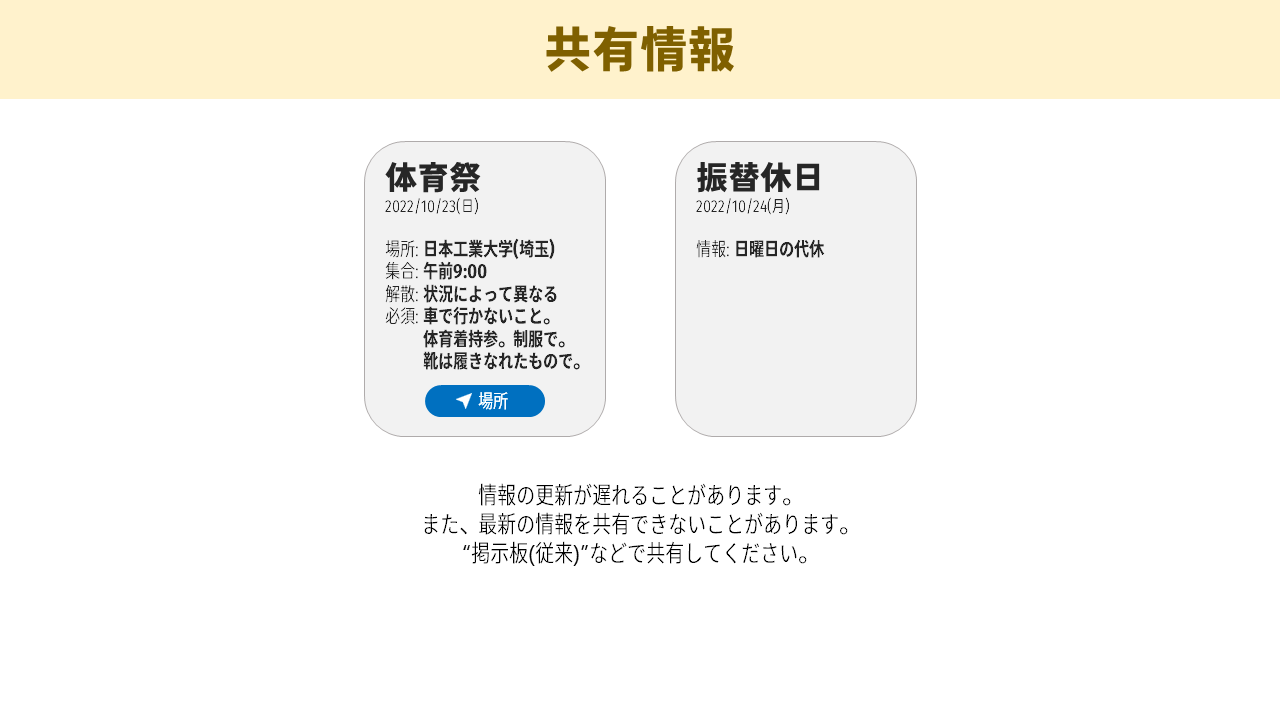 共有情報
体育祭
2022/10/23(日)
場所: 日本工業大学(埼玉)
集合: 午前9:00
解散: 状況によって異なる
必須: 車で行かないこと。
体育着持参。制服で。
靴は履きなれたもので。
場所
振替休日
2022/10/24(月)
情報: 日曜日の代休
情報の更新が遅れることがあります。
また、最新の情報を共有できないことがあります。
“掲示板(従来)”などで共有してください。